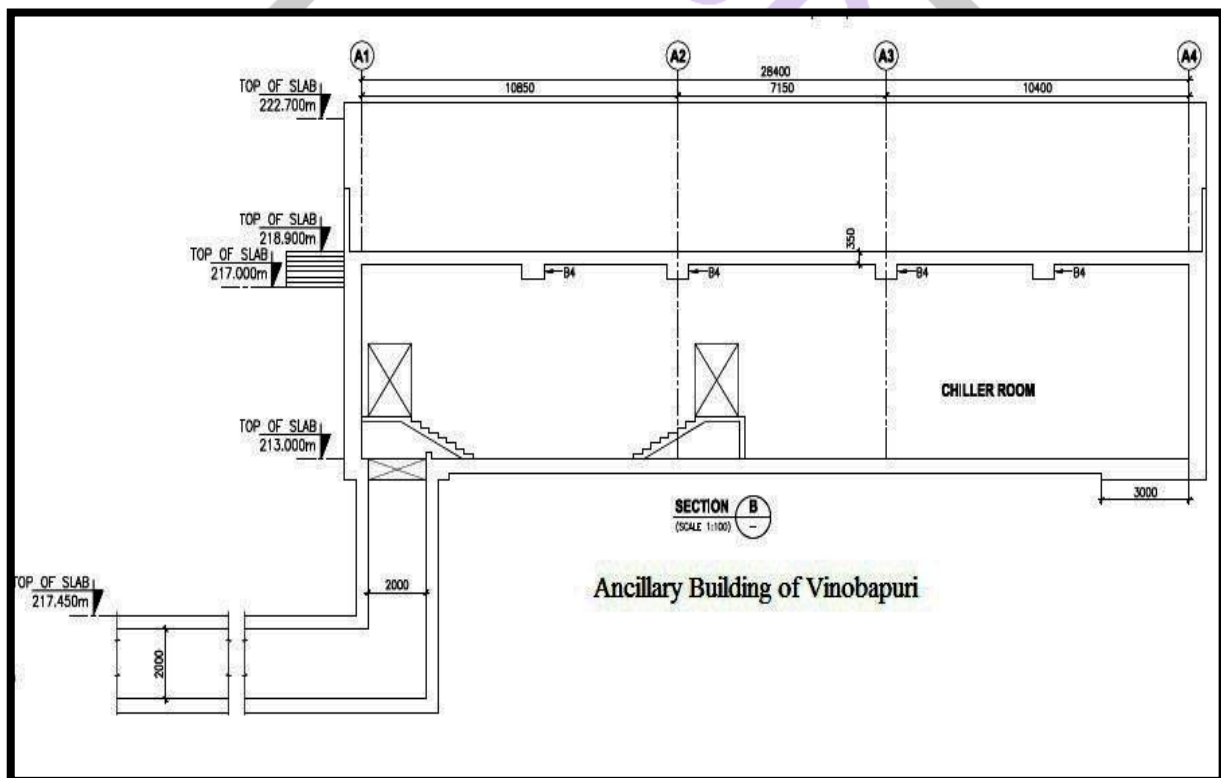 A1
A2
A3
A4
28400
10850
7150
10400
TOP OF SLAB
222.700m
TOP OF SLAB
218.900m
TOP OF SLAB
217.000m
350
B4
B4
B4
B4
CHILLER ROOM
TOP OF SLAB
213.000m
3000
SECTION B
(SCALE 1:100) –
TOP OF SLAB
217.450m
2000
Ancillary Building of Vinobapuri
2000